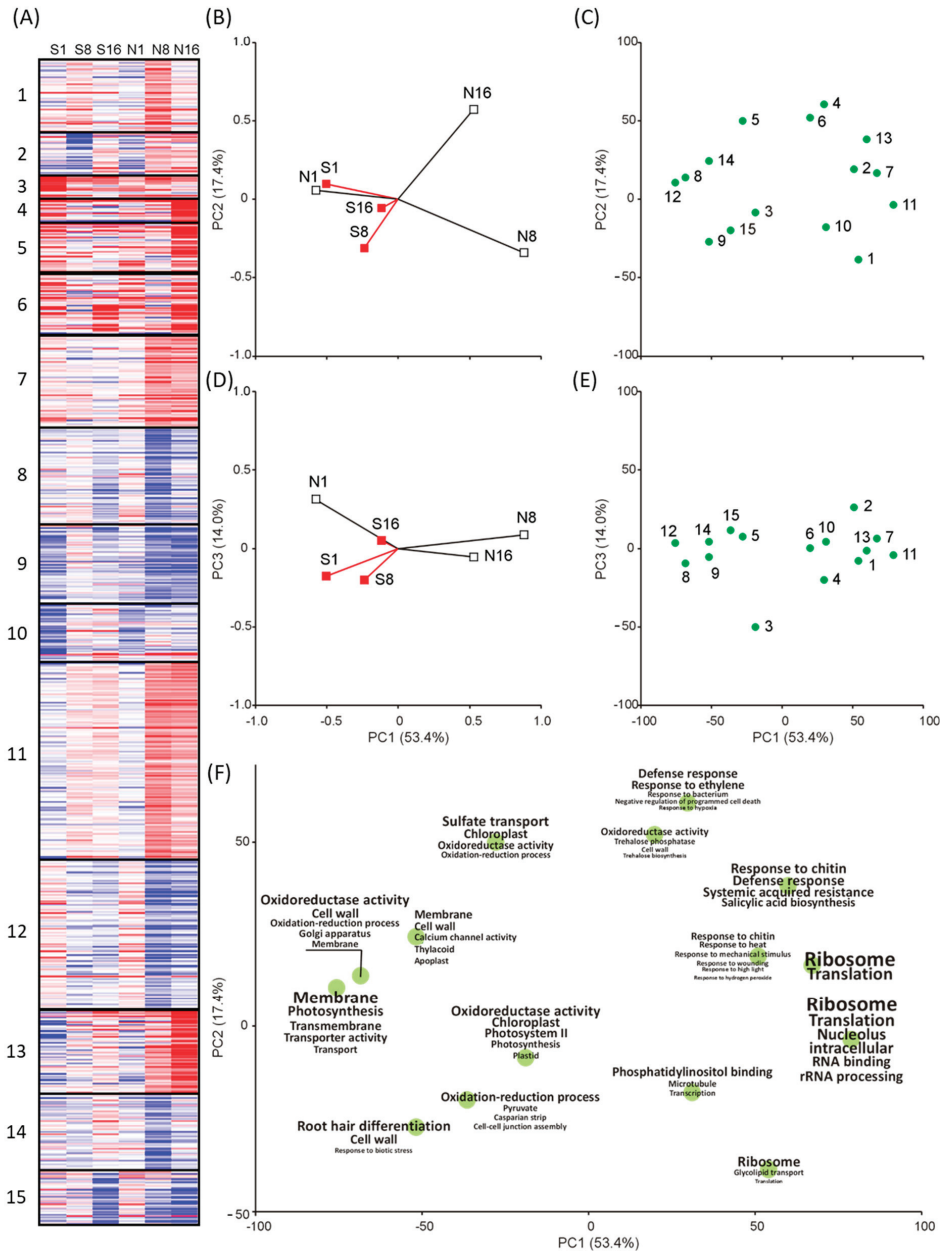 (A)
S1 S8 S16 N1 N8 N16
1
2
3
4
5
6
7
8
9
10
11
12
13
14
15
(B)
1.0
0.5
0
-0.5
-1.0
PC2 (17.4%)
N16
S1
N1
S16
S8
N8
(C)
100
50
0
-50
-100
PC2 (17.4%)
4
6
5
13
14
2
7
8
12
11
3
10
15
9
1
(D)
1.0
0.5
0
-0.5
-1.0
PC3 (14.0%)
N1
S16
N8
S1
S8
N16
-1.0 -0.5 0 0.5 1.0
PC1 (53.4%)
(E)
100
50
0
-50
-100
PC3 (14.0%)
2
15
12
14
5
6
10
13
7
8
9
4
1
11
3
-100 -50 0 50 100
PC1 (53.4%)
(F)
50
0
-50
PC2 (17.4%)
Defense response
Response to ethylene
Response to bacterium
Negative regulation of programmed cell death
Response to hypoxia
Sulfate transport
Chloroplast
Oxidoreductase activity
Oxidation-reduction process
Oxidoreductase activity
Trehalose phosphatase
Cell wall
Trehalose biosynthesis
Response to chitin
Defense response
Systemic acquired resistance
Salicylic acid biosynthesis
Oxidoreductase activity
Cell wall
Oxidation-reduction process
Golgi apparatus
Membrane
Membrane
Cell wall
Calcium channel activity
Thylacoid
Apoplast
Response to chitin
Response to heat
Response to mechanical stimulus
Response to wounding
Response to high light
Response to hydrogen peroxide
Ribosome
Translation
Membrane
Photosynthesis
Transmembrane
Transporter activity
Transport
Oxidoreductase activity
Chloroplast
Photosystem II
Photosynthesis
Plastid
Ribosome
Translation
Nucleolus
intracellular
RNA binding
rRNA processing
Phosphatidylinositol binding
Microtubule
Transcription
Oxidation-reduction process
Pyruvate
Casparian strip
Cell-cell junction assembly
Root hair differentiation
Cell wall
Response to biotic stress
Ribosome
Glycolipid transport
Translation
-100 -50 0 50 100
PC1 (53.4%)